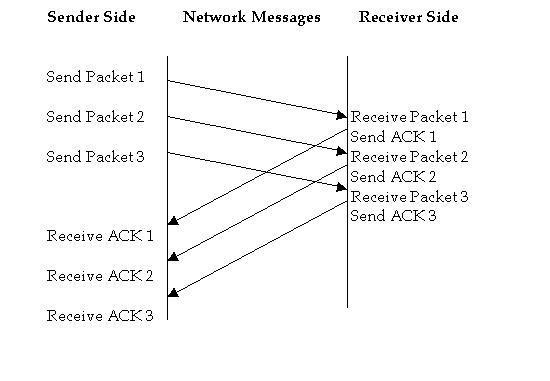 Sender Side Network Messages Receiver Side
Send Packet 1
Send Packet 2
Send Packet 3
Receive ACK 1
Receive ACK 2
Receive ACK 3
Receive Packet 1
Send ACK 1
Receive Packet 2
Send ACK 2
Receive Packet 3
Send ACK 3